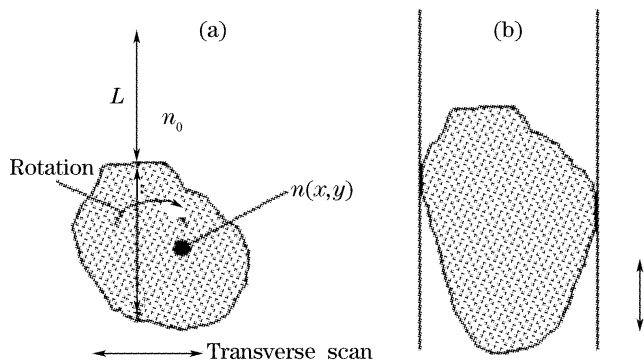 (a)
(b)
L
n₀
Rotation
n(x,y)
Transverse scan